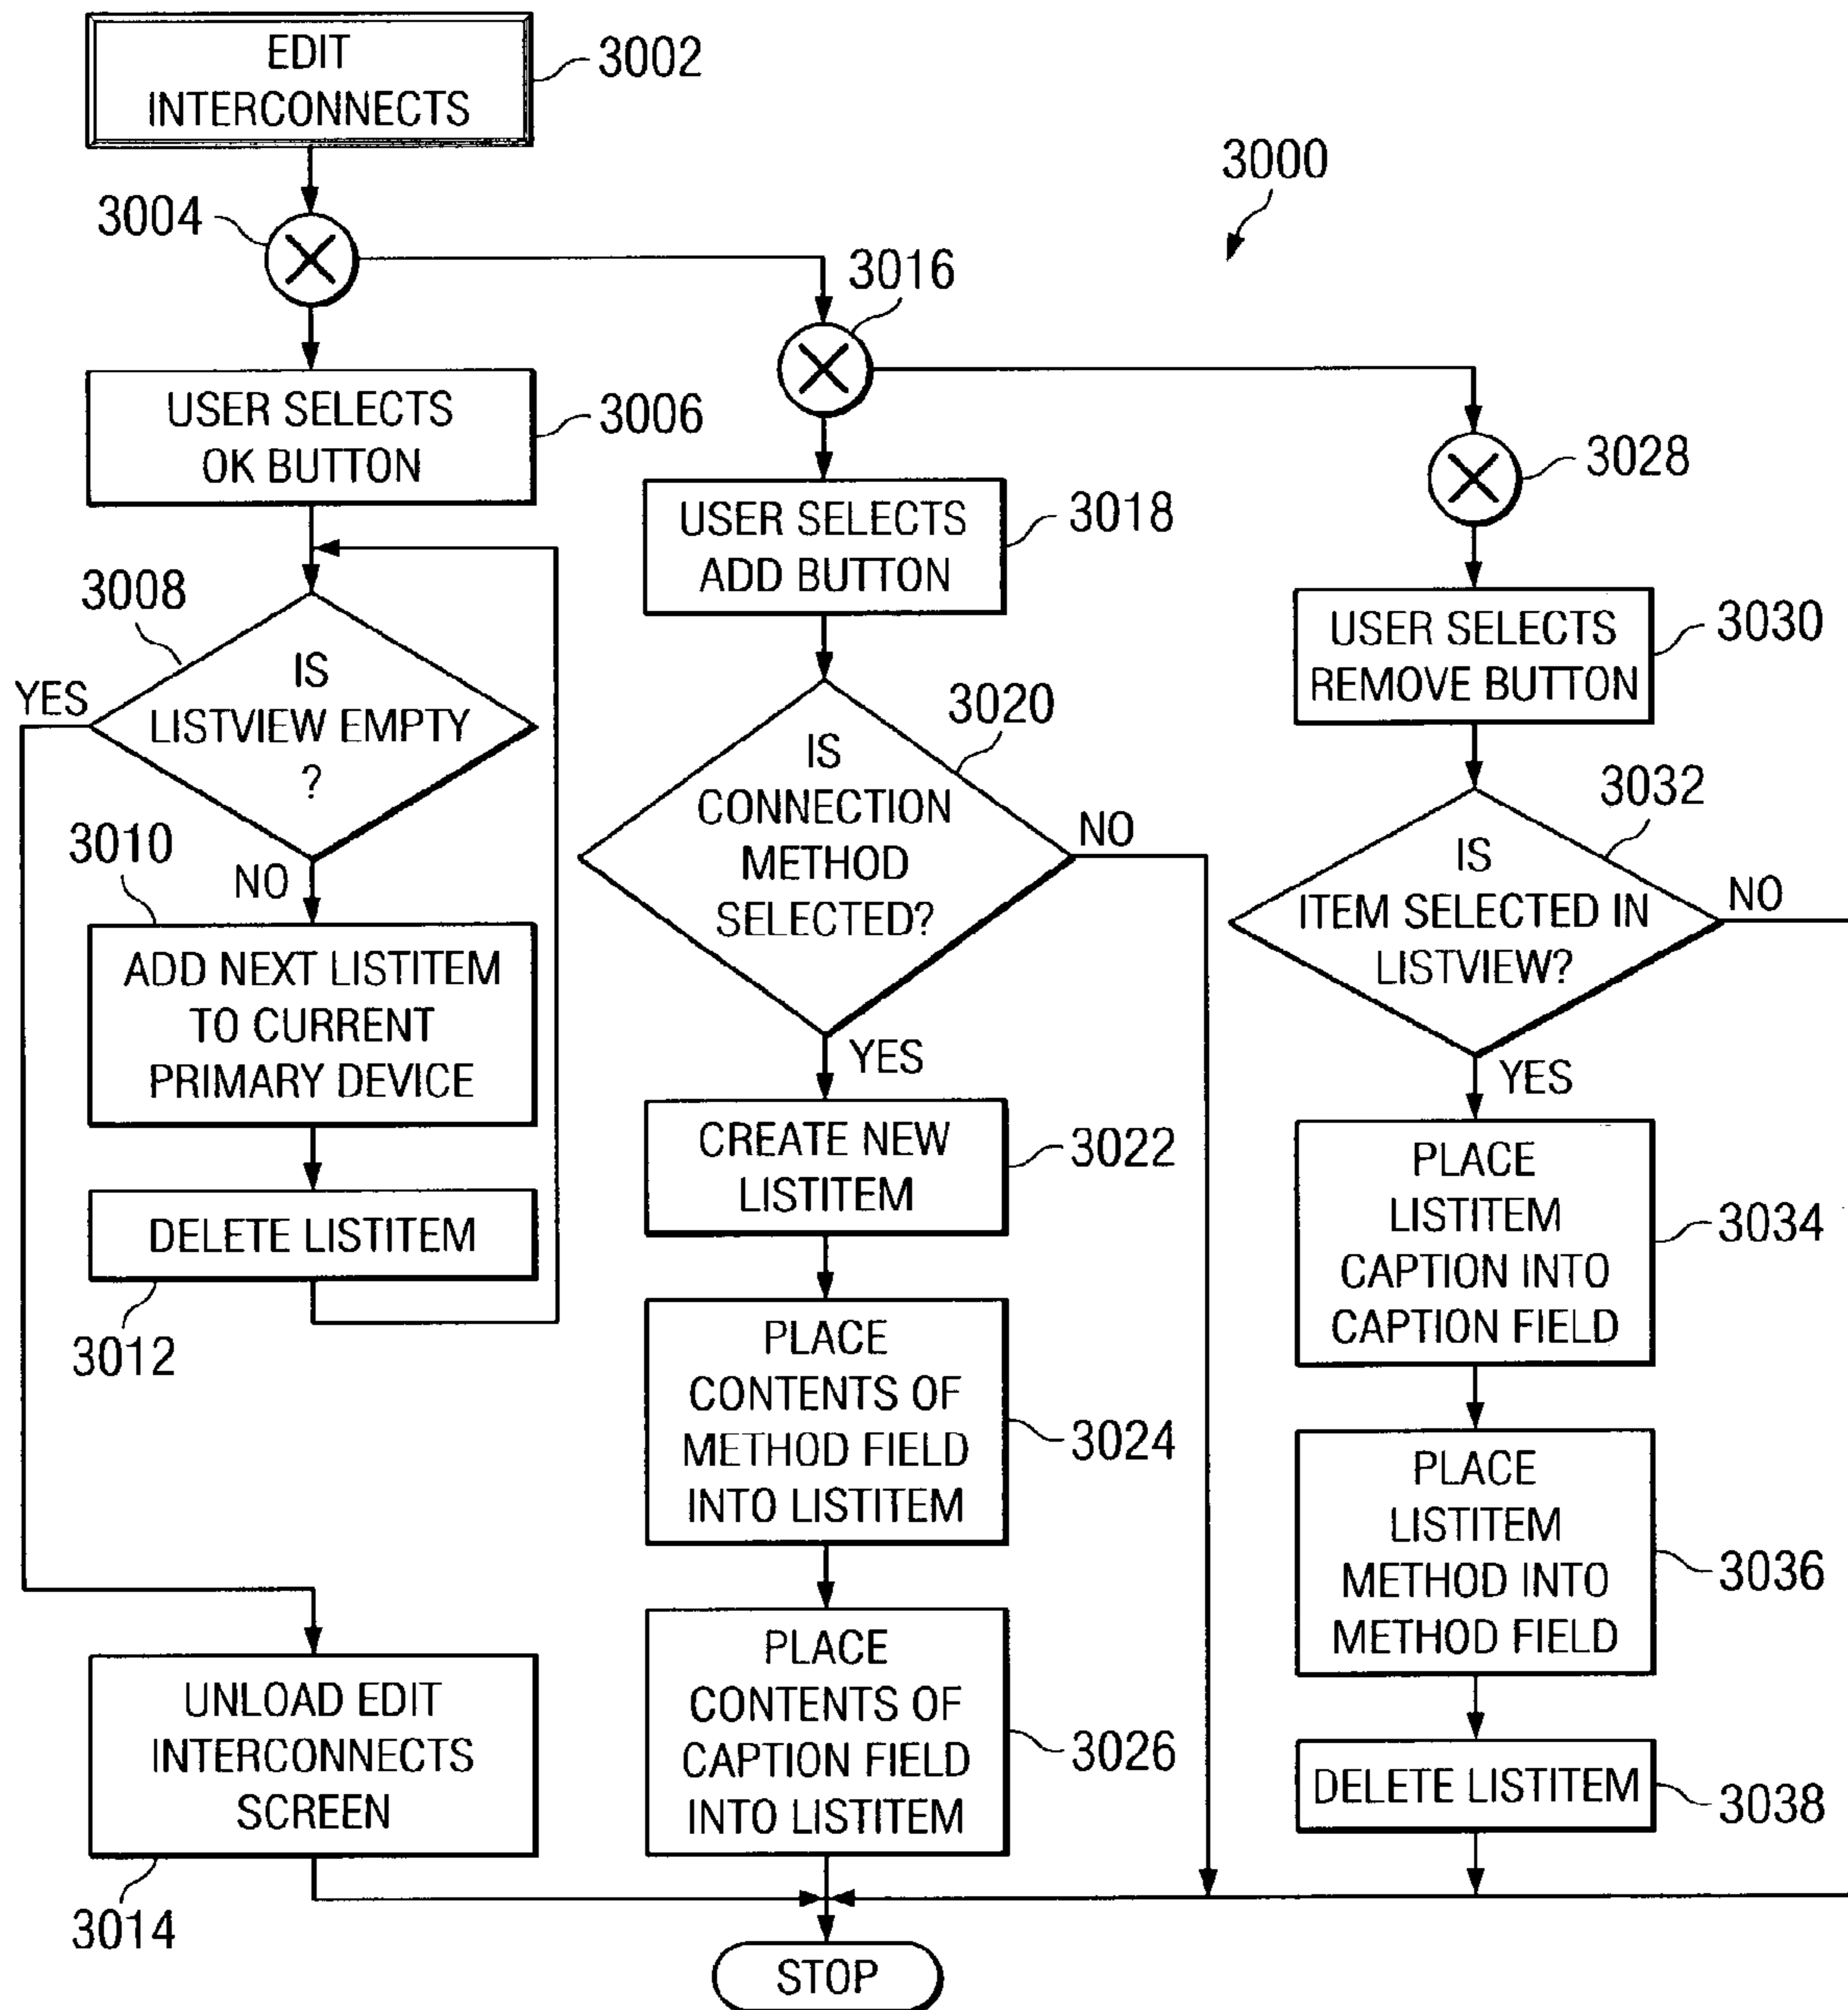 EDIT
INTERCONNECTS
3002
3000
3004
3016
3028
USER SELECTS
OK BUTTON
3006
3008
IS
LISTVIEW EMPTY
?
YES
NO
3010
ADD NEXT LISTITEM
TO CURRENT
PRIMARY DEVICE
DELETE LISTITEM
3012
UNLOAD EDIT
INTERCONNECTS
SCREEN
3014
USER SELECTS
ADD BUTTON
3018
3020
IS
CONNECTION
METHOD
SELECTED?
NO
YES
CREATE NEW
LISTITEM
3022
PLACE
CONTENTS OF
METHOD FIELD
INTO LISTITEM
3024
PLACE
CONTENTS OF
CAPTION FIELD
INTO LISTITEM
3026
USER SELECTS
REMOVE BUTTON
3030
3032
IS
ITEM SELECTED IN
LISTVIEW?
NO
YES
PLACE
LISTITEM
CAPTION INTO
CAPTION FIELD
3034
PLACE
LISTITEM
METHOD INTO
METHOD FIELD
3036
DELETE LISTITEM
3038
STOP